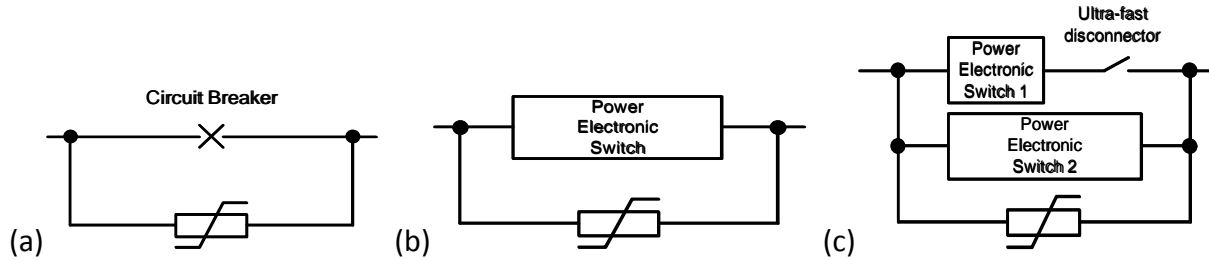 (a)
Circuit Breaker
(b)
Power
Electronic
Switch
(c)
Ultra-fast
disconnector
Power
Electronic
Switch 1
Power
Electronic
Switch 2